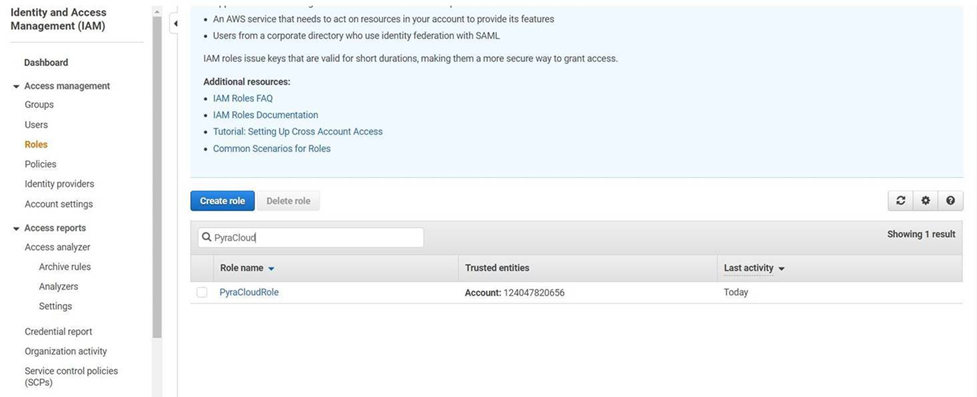 Identity and Access
Management (IAM)
Dashboard
Access management
Groups
Users
Roles
Policies
Identity providers
Account settings
Access reports
Access analyzer
Archive rules
Analyzers
Settings
Credential report
Organization activity
Service control policies
(SCPs)
• An AWS service that needs to act on resources in your account to provide its features
• Users from a corporate directory who use identity federation with SAML
IAM roles issue keys that are valid for short durations, making them a more secure way to grant access.
Additional resources:
• IAM Roles FAQ
• IAM Roles Documentation
• Tutorial: Setting Up Cross Account Access
• Common Scenarios for Roles
Create role Delete role
PyraCloud Showing 1 result
Role name Trusted entities Last activity
PyraCloudRole Account: 124047820656 Today